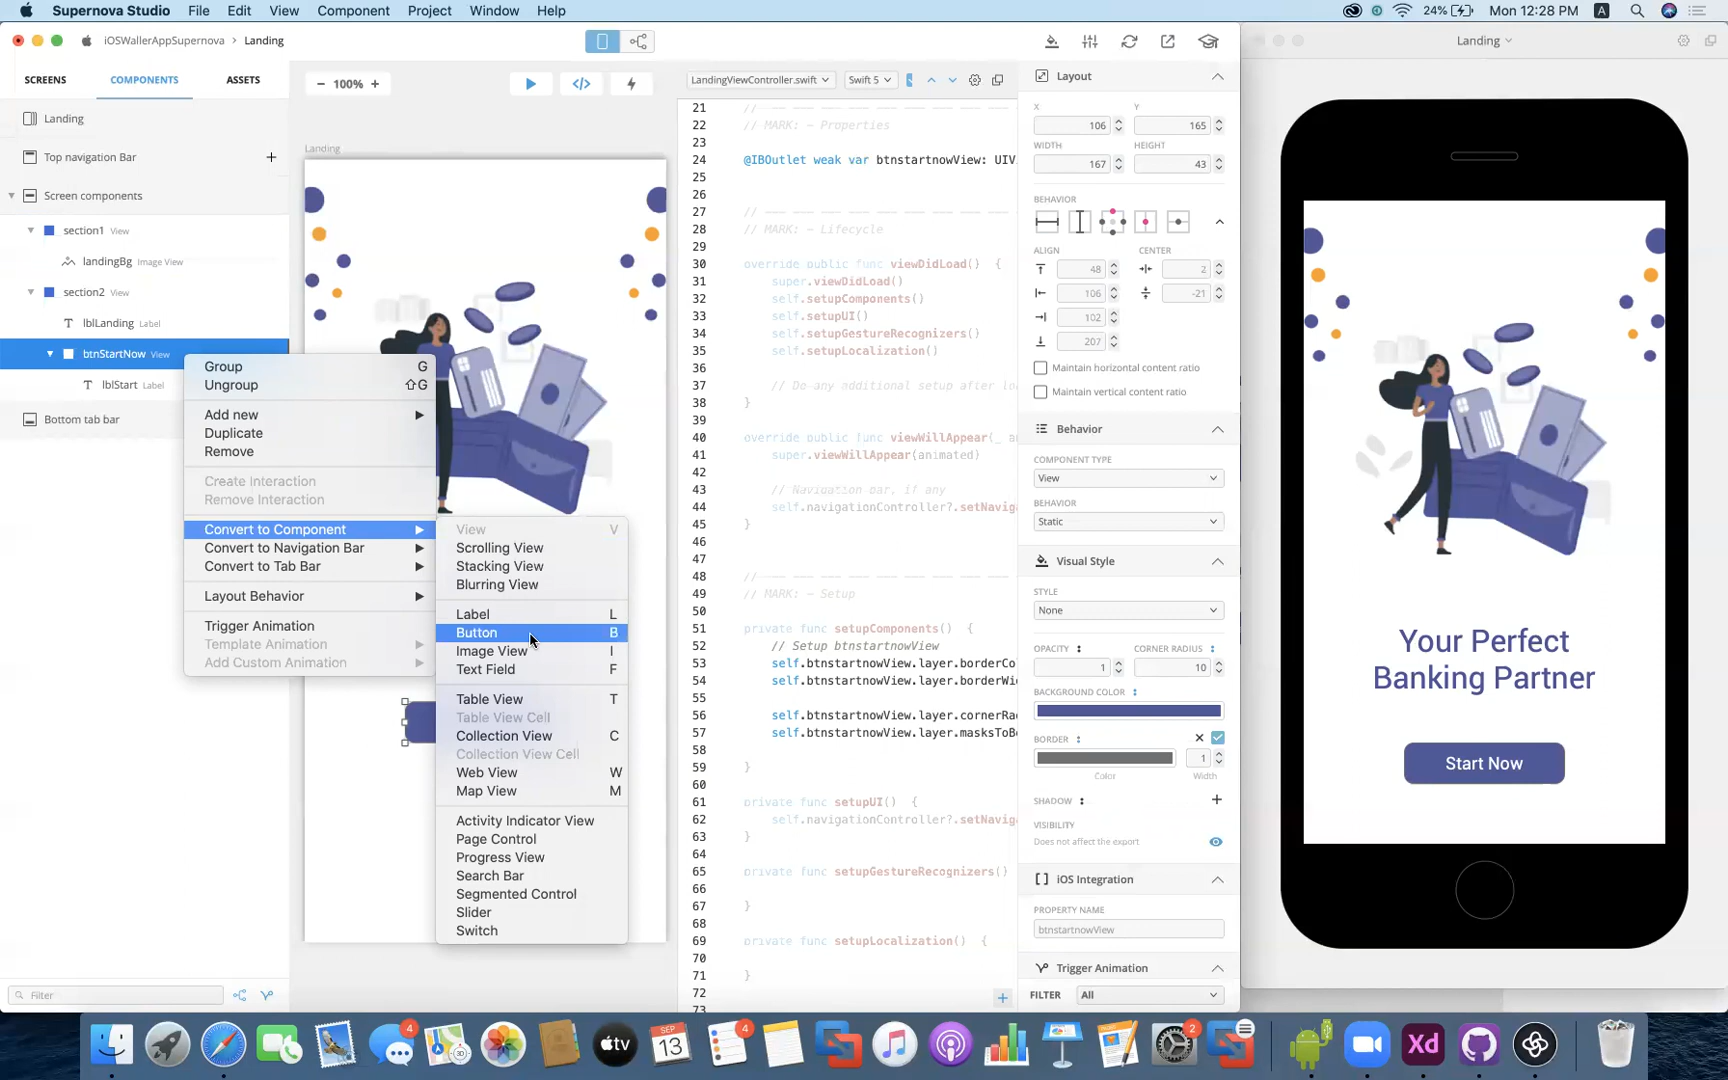 Supernova Studio File Edit View Component Project Window Help
24% Mon 12:28 PM A
iOSWallerAppSupernova > Landing
Landing
SCREENS COMPONENTS ASSETS
− 100% +
LandingViewController.swift Swift 5
Layout
Landing
Top navigation Bar +
Screen components
section1 View
landingBg Image View
section2 View
lblLanding Label
btnStartNow View
lblStart Label
Bottom tab bar
Filter
Group G
Ungroup ⇧G
Add new
Duplicate
Remove
Create Interaction
Remove Interaction
Convert to Component
Convert to Navigation Bar
Convert to Tab Bar
Layout Behavior
Trigger Animation
Template Animation
Add Custom Animation
View V
Scrolling View
Stacking View
Blurring View
Label L
Button B
Image View I
Text Field F
Table View T
Table View Cell
Collection View C
Collection View Cell
Web View W
Map View M
Activity Indicator View
Page Control
Progress View
Search Bar
Segmented Control
Slider
Switch
Landing
21 //
22 // MARK: - Properties
23
24 @IBOutlet weak var btnstartnowView: UIV
25
26
27 //
28 // MARK: - Lifecycle
29
30 override public func viewDidLoad() {
31 super.viewDidLoad()
32 self.setupComponents()
33 self.setupUI()
34 self.setupGestureRecognizers()
35 self.setupLocalization()
36
37 // Do any additional setup after lo
38 }
39
40 override public func viewWillAppear(_ an
41 super.viewWillAppear(animated)
42
43 // Navigation bar, if any
44 self.navigationController?.setNavig
45 }
46
47
48 //
49 // MARK: - Setup
50
51 private func setupComponents() {
52 // Setup btnstartnowView
53 self.btnstartnowView.layer.borderCo
54 self.btnstartnowView.layer.borderWi
55
56 self.btnstartnowView.layer.cornerRa
57 self.btnstartnowView.layer.masksToBo
58
59 }
60
61 private func setupUI() {
62 self.navigationController?.setNavig
63 }
64
65 private func setupGestureRecognizers()
66
67 }
68
69 private func setupLocalization() {
70
71 }
72
73
X Y
106 165
WIDTH HEIGHT
167 43
BEHAVIOR
ALIGN CENTER
48 2
106 -21
102
207
Maintain horizontal content ratio
Maintain vertical content ratio
Behavior
COMPONENT TYPE
View
BEHAVIOR
Static
Visual Style
STYLE
None
OPACITY CORNER RADIUS
1 10
BACKGROUND COLOR
BORDER
1
Color Width
SHADOW +
VISIBILITY
Does not affect the export
iOS Integration
PROPERTY NAME
btnstartnowView
Trigger Animation
FILTER All
Your Perfect
Banking Partner
Start Now
4 SEP 13 4 2
tv Xd